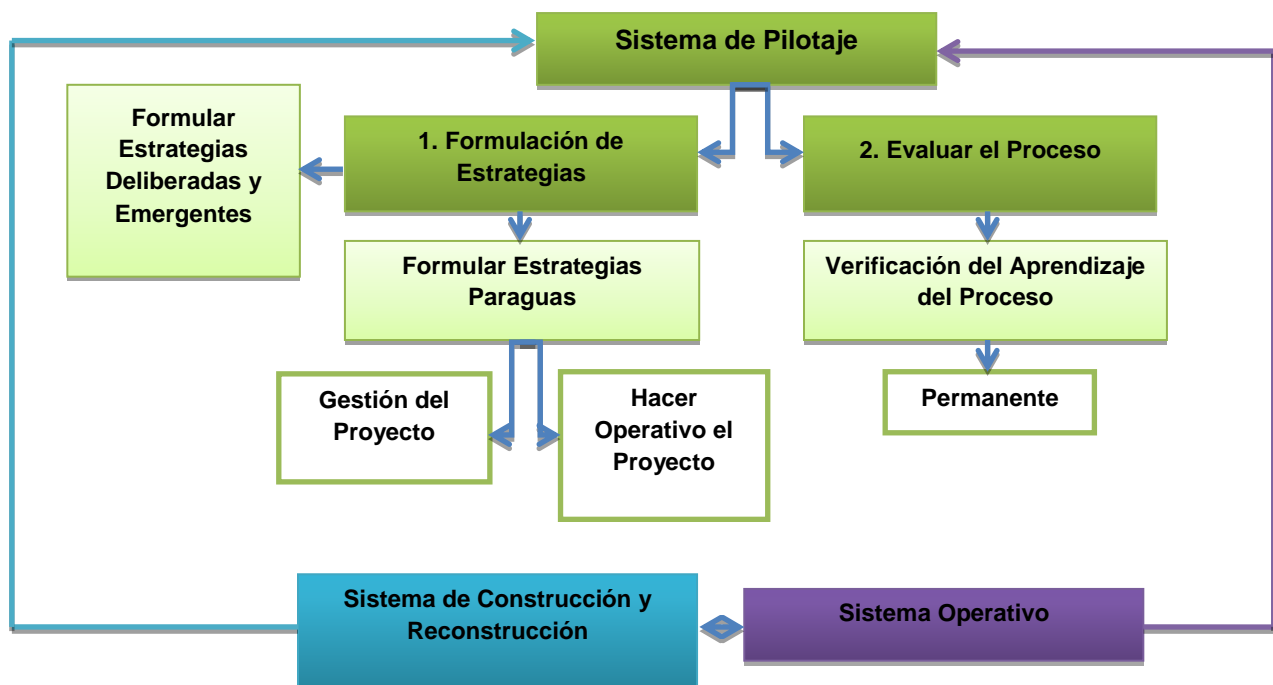 Sistema de Pilotaje
Formular
Estrategias
Deliberadas y
Emergentes
1. Formulación de
Estrategias
2. Evaluar el Proceso
Formular Estrategias
Paraguas
Verificación del Aprendizaje
del Proceso
Gestión del
Proyecto
Hacer
Operativo el
Proyecto
Permanente
Sistema de Construcción y
Reconstrucción
Sistema Operativo